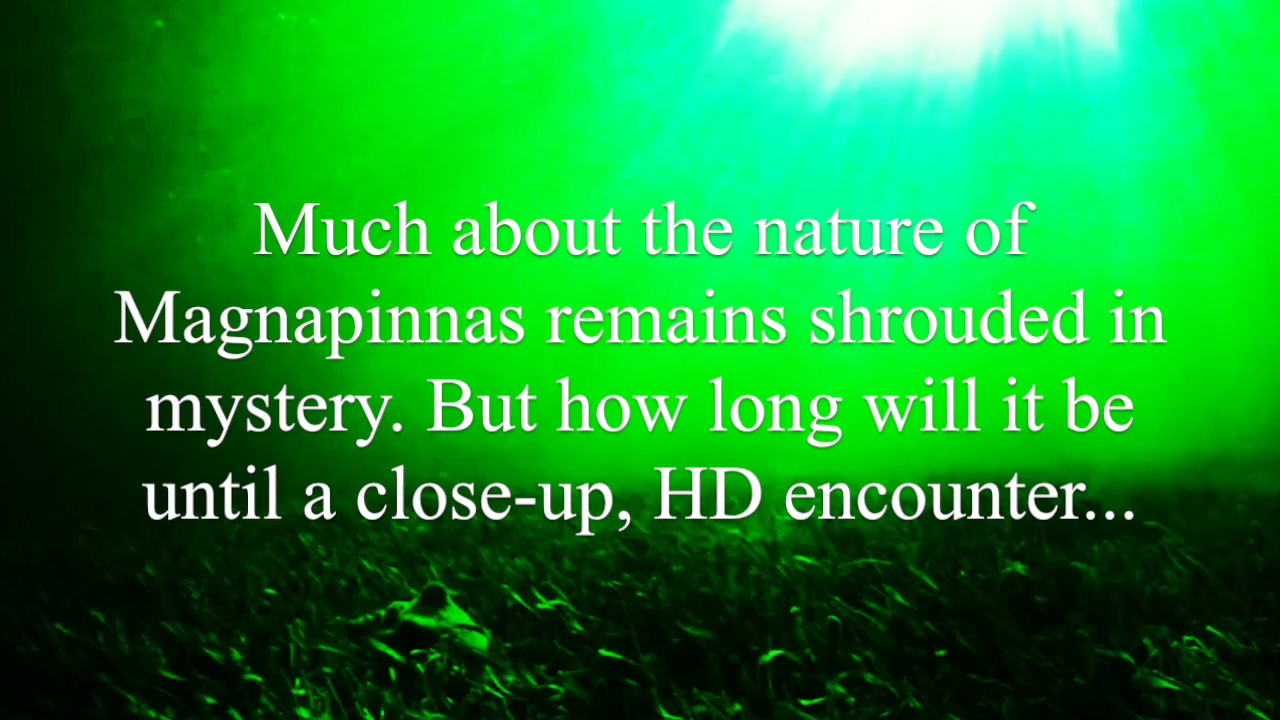 Much about the nature of
Magnapinnas remains shrouded in
mystery. But how long will it be
until a close-up, HD encounter...